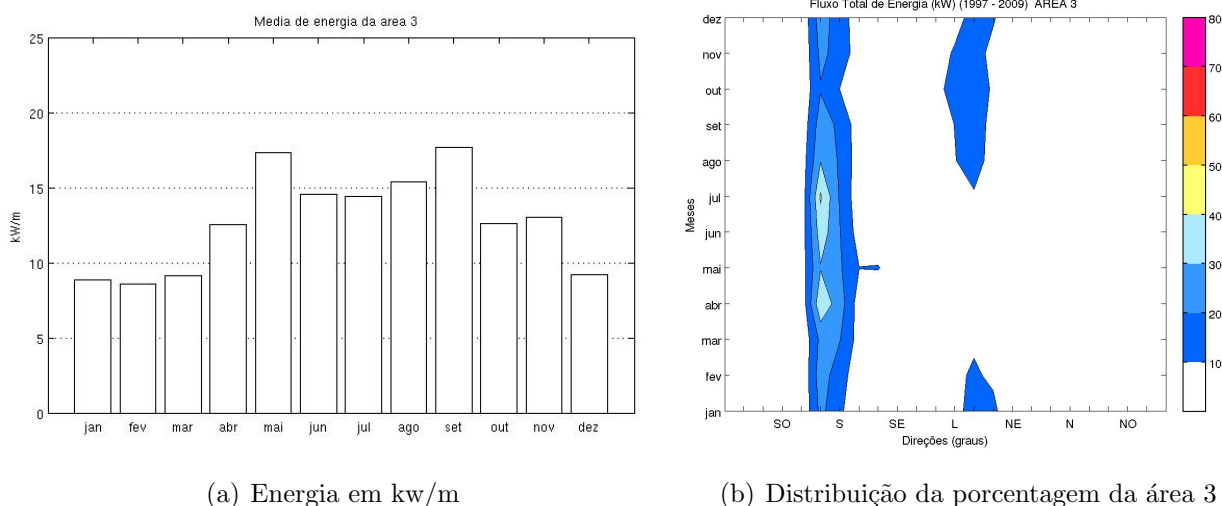 Media de energia da area 3
25
20
15
10
5
0
kW/m
jan fev mar abr mai jun jul ago set out nov dez
(a) Energia em kw/m
Fluxo Total de Energia (kW) (1997 - 2009) AREA 3
dez
nov
out
set
ago
jul
jun
mai
abr
mar
fev
jan
Meses
SO S SE L NE N NO
Direções (graus)
80
70
60
50
40
30
20
10
(b) Distribuição da porcentagem da área 3